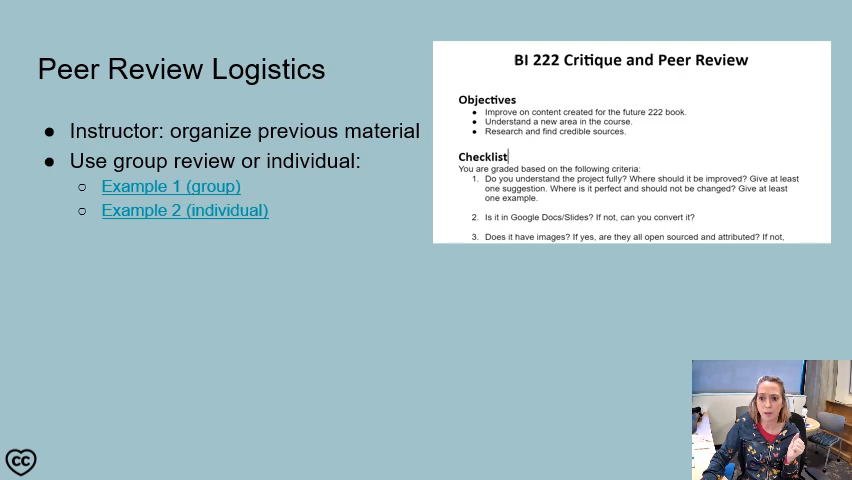 Peer Review Logistics
● Instructor: organize previous material
● Use group review or individual:
○ Example 1 (group)
○ Example 2 (individual)
BI 222 Critique and Peer Review
Objectives
● Improve on content created for the future 222 book.
● Understand a new area in the course.
● Research and find credible sources.
Checklist
You are graded based on the following criteria:
1. Do you understand the project fully? Where should it be improved? Give at least
one suggestion. Where is it perfect and should not be changed? Give at least
one example.
2. Is it in Google Docs/Slides? If not, can you convert it?
3. Does it have images? If yes, are they all open sourced and attributed? If not,
CC